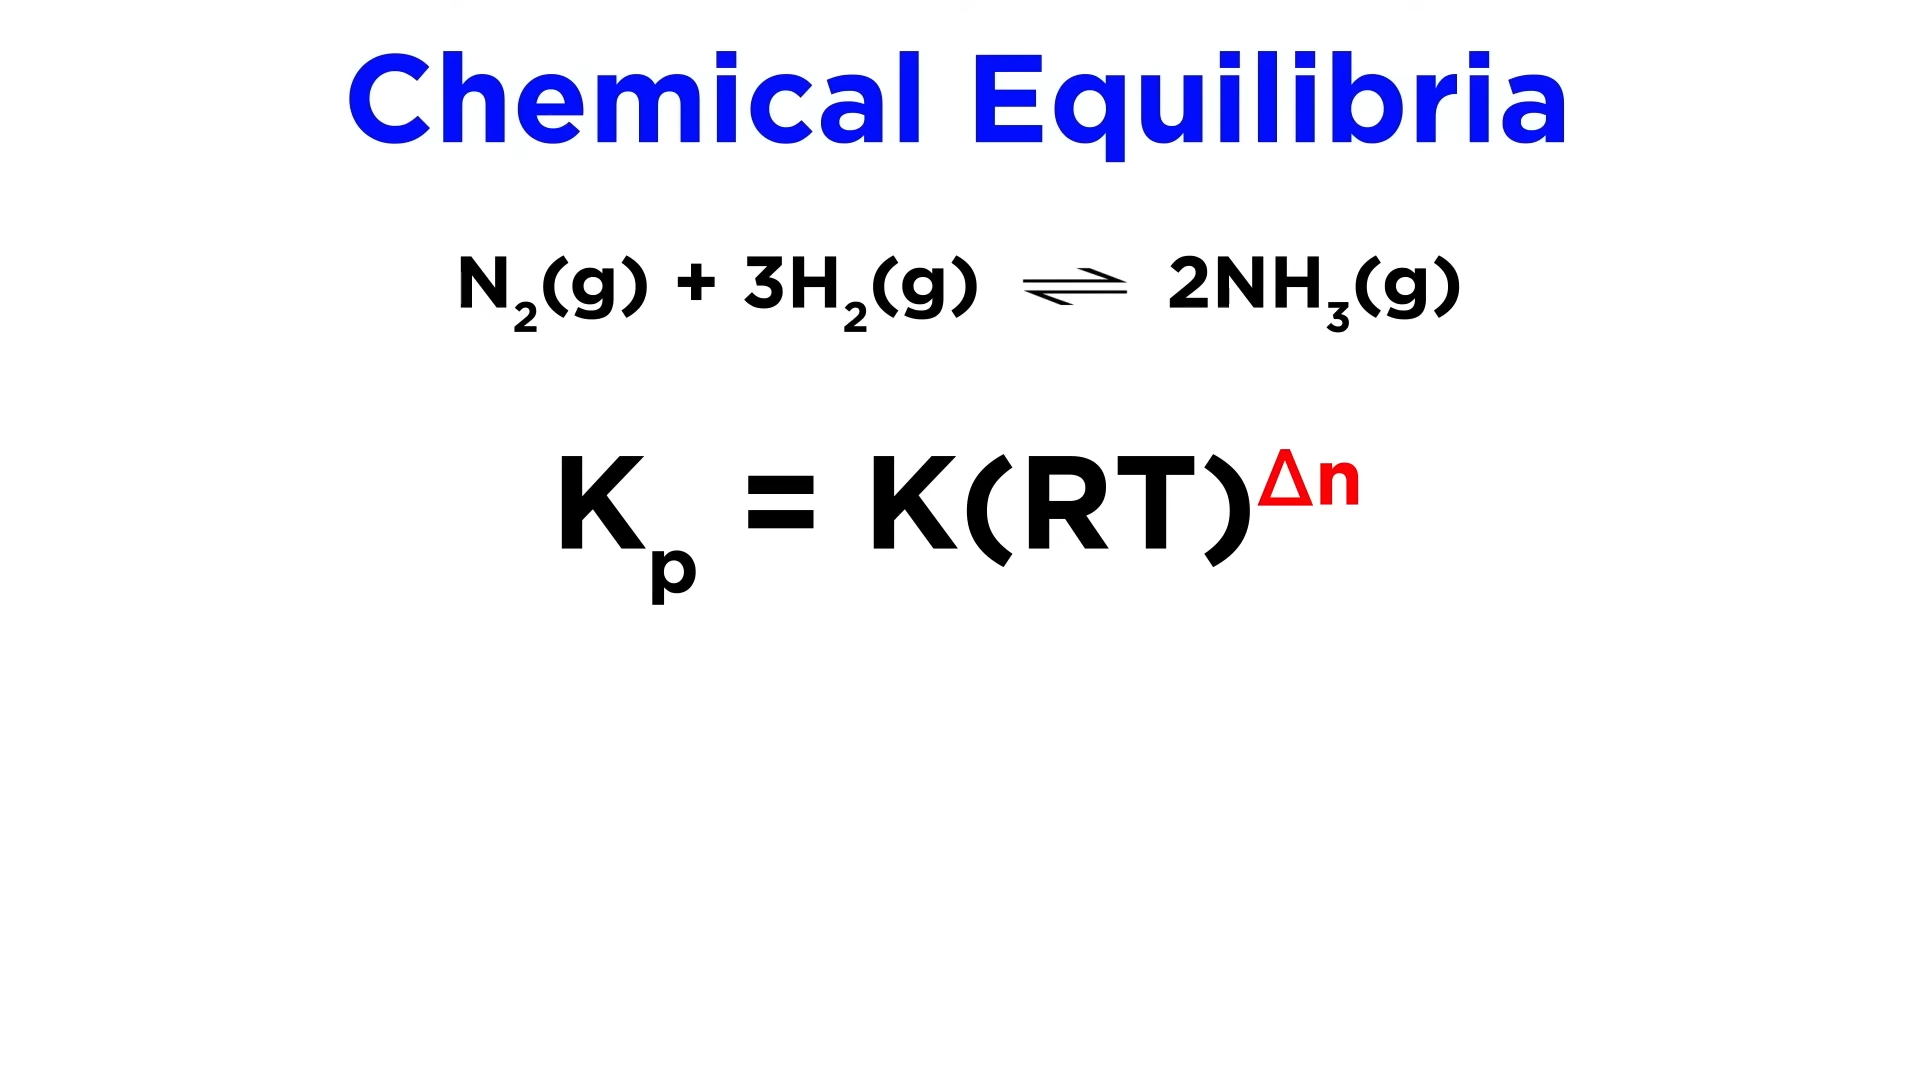 Chemical Equilibria
N₂(g) + 3H₂(g) ⇌ 2NH₃(g)
Kₚ = K(RT)^Δn